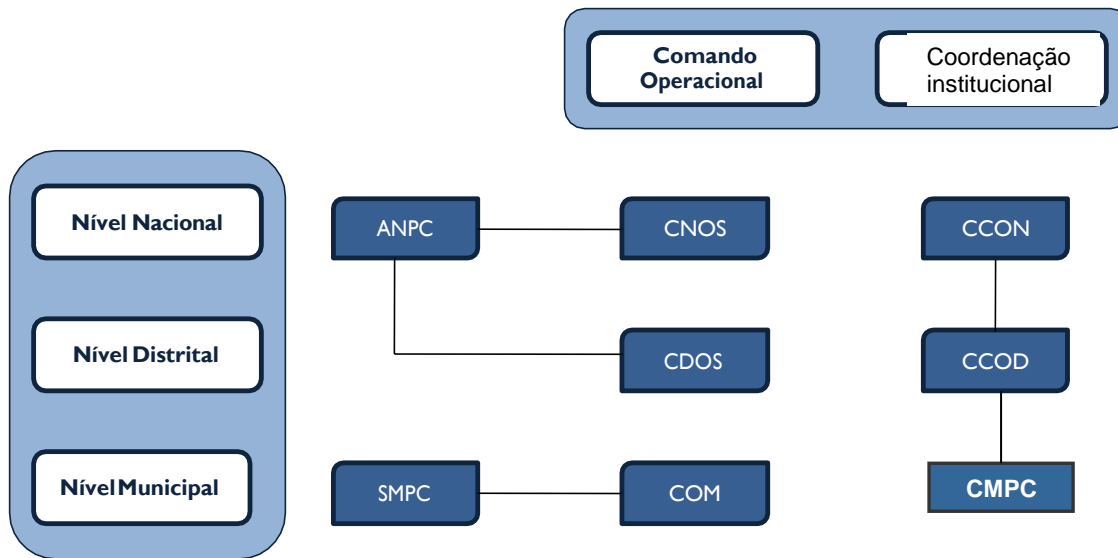 Comando
Operacional
Coordenação
institucional
Nível Nacional
ANPC
CNOS
CCON
Nível Distrital
CDOS
CCOD
Nível Municipal
SMPC
COM
CMPC